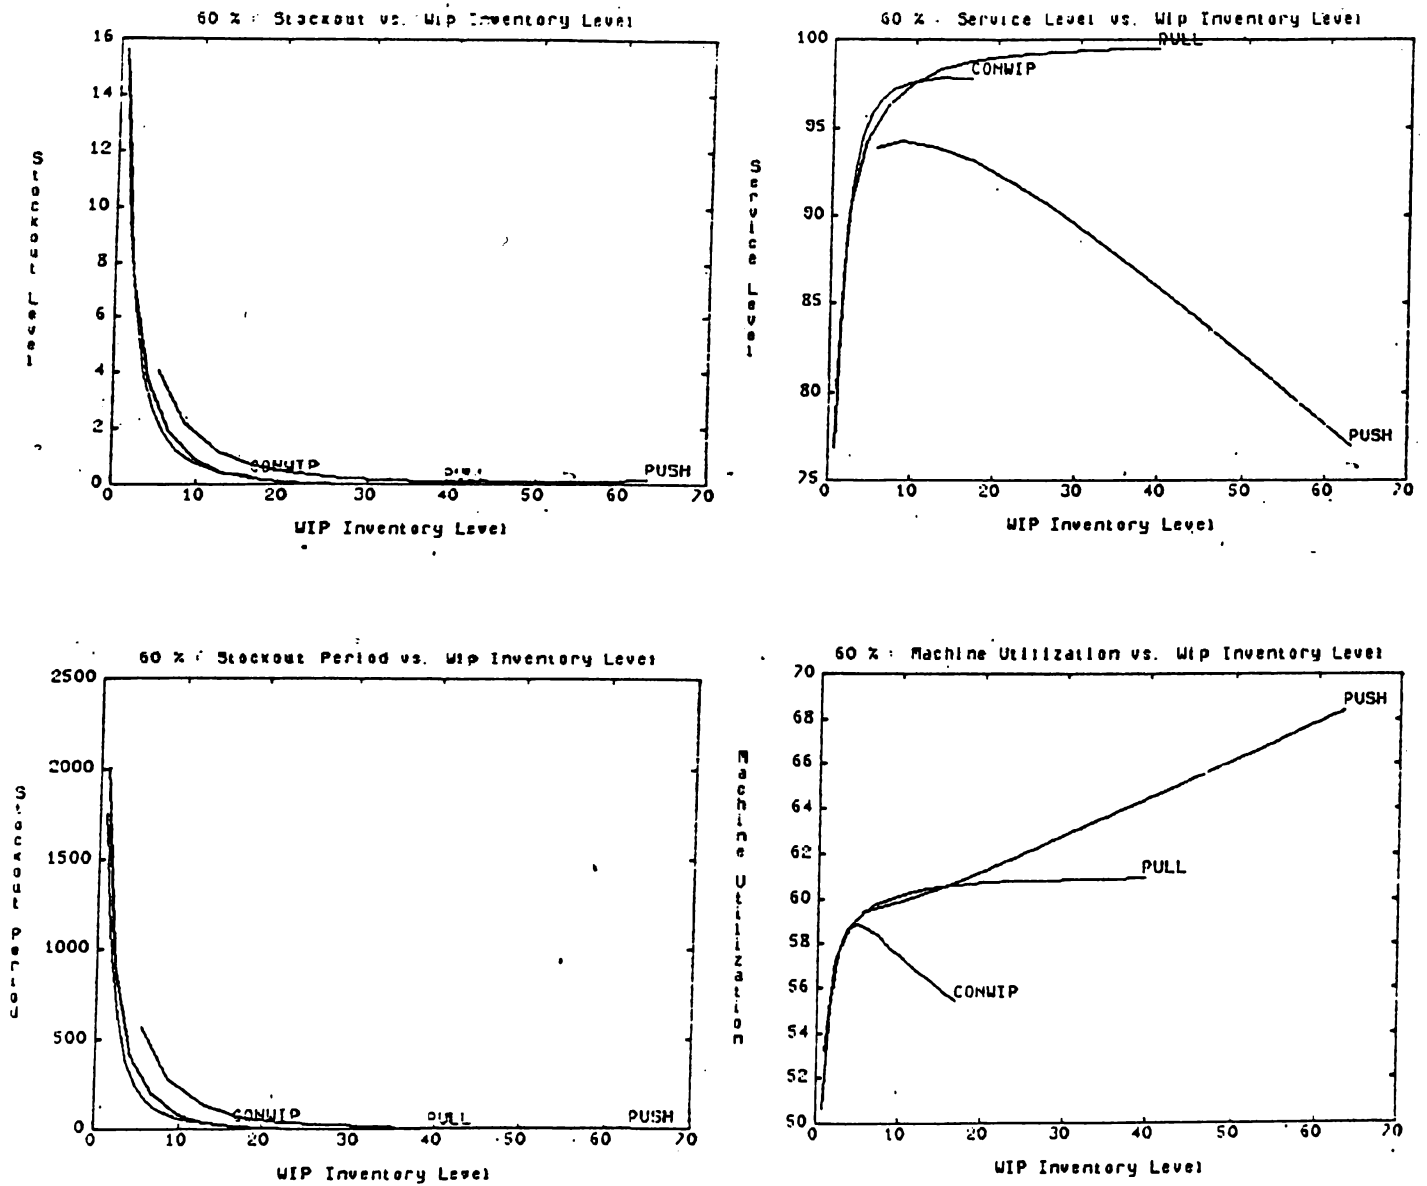 60 % : Stockout vs. Wip Inventory Level
16
14
12
10
8
6
4
2
0
Stockout Level
CONWIP
PUSH
0 10 20 30 40 50 60 70
WIP Inventory Level
60 % : Service Level vs. Wip Inventory Level
100
95
90
85
80
75
Service Level
PULL
CONWIP
PUSH
0 10 20 30 40 50 60 70
WIP Inventory Level
60 % : Stockout Period vs. Wip Inventory Level
2500
2000
1500
1000
500
0
Stockout Period
CONWIP
PULL
PUSH
0 10 20 30 40 50 60 70
WIP Inventory Level
60 % : Machine Utilization vs. Wip Inventory Level
70
68
66
64
62
60
58
56
54
52
50
Machine Utilization
PUSH
PULL
CONWIP
0 10 20 30 40 50 60 70
WIP Inventory Level